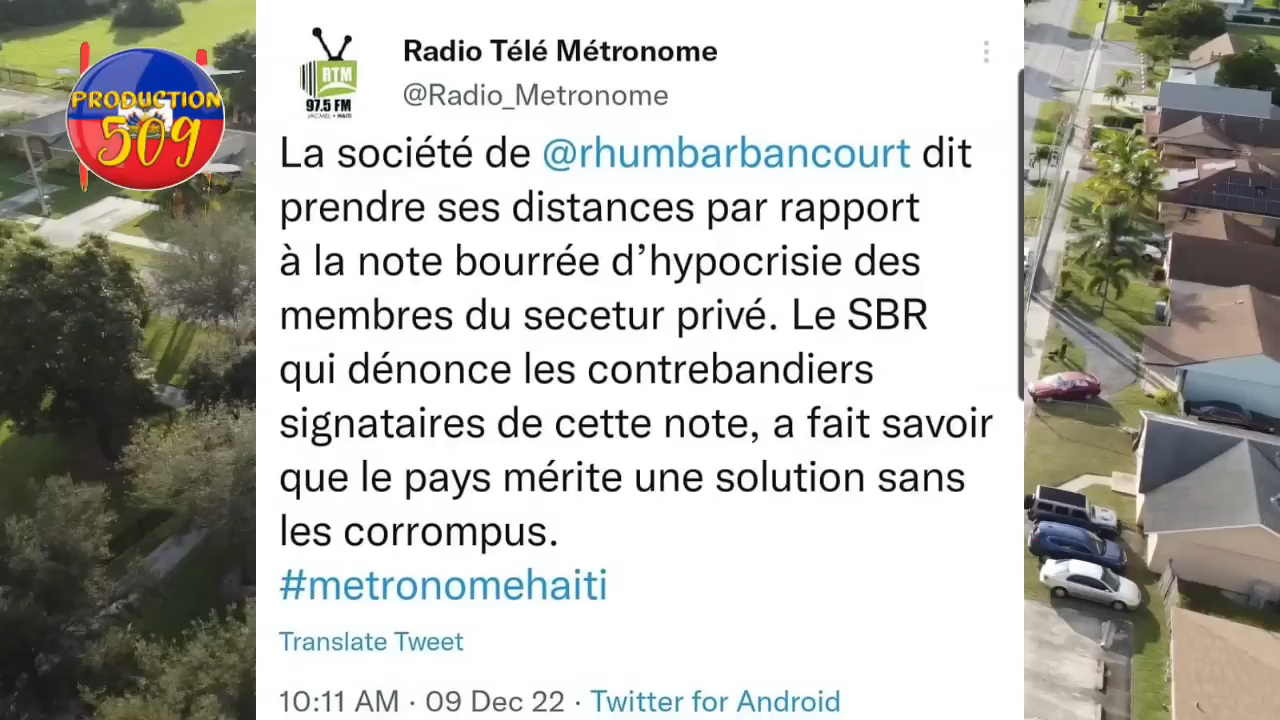 PRODUCTION
509
RTM
97.5 FM
JACMEL • HAITI
Radio Télé Métronome
@Radio_Metronome
La société de @rhumbarbancourt dit
prendre ses distances par rapport
à la note bourrée d’hypocrisie des
membres du secetur privé. Le SBR
qui dénonce les contrebandiers
signataires de cette note, a fait savoir
que le pays mérite une solution sans
les corrompus.
#metronomehaiti
Translate Tweet
10:11 AM · 09 Dec 22 · Twitter for Android